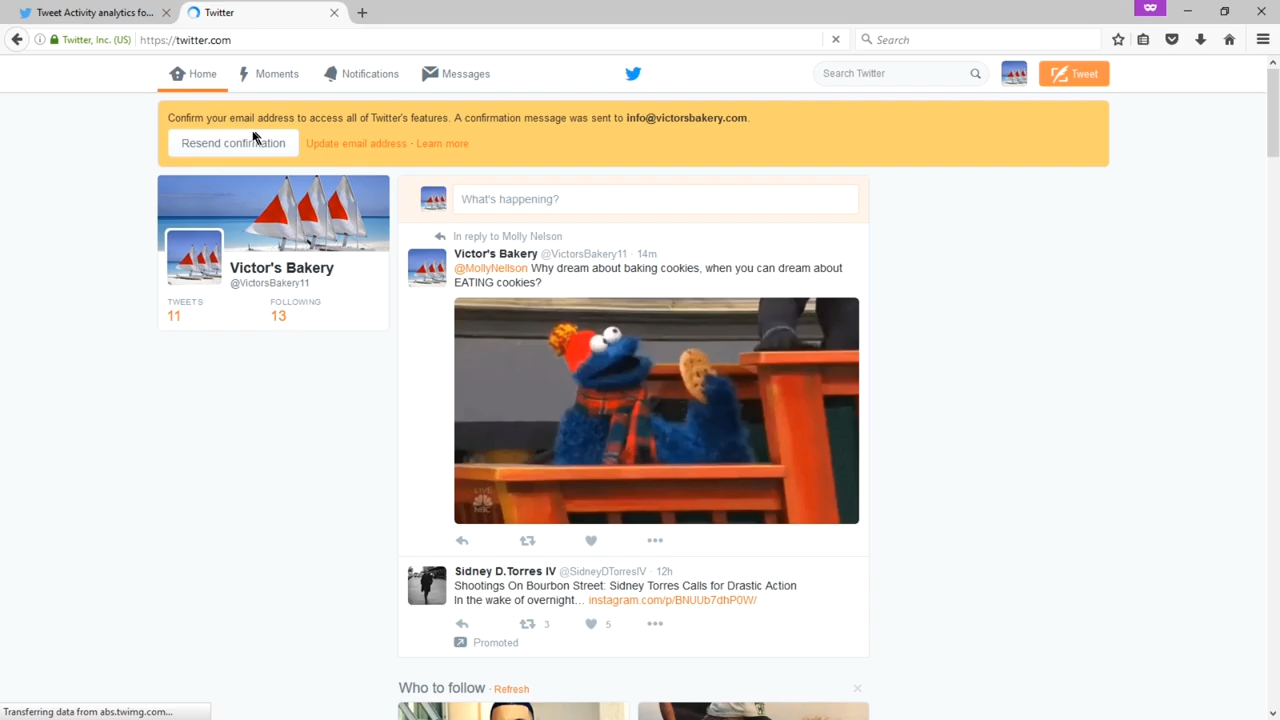 Tweet Activity analytics fo...
Twitter
Twitter, Inc. (US)
https://twitter.com
Search
Home
Moments
Notifications
Messages
Search Twitter
Tweet
Confirm your email address to access all of Twitter's features. A confirmation message was sent to info@victorsbakery.com.
Resend confirmation
Update email address · Learn more
Victor's Bakery
@VictorsBakery11
TWEETS
FOLLOWING
11
13
What's happening?
In reply to Molly Nelson
Victor's Bakery @VictorsBakery11 · 14m
@MollyNellson Why dream about baking cookies, when you can dream about
EATING cookies?
LIVE
NBC
Sidney D.Torres IV @SidneyDTorresIV · 12h
Shootings On Bourbon Street: Sidney Torres Calls for Drastic Action
In the wake of overnight… instagram.com/p/BNUUb7dhP0W/
3
5
Promoted
Who to follow · Refresh
Transferring data from abs.twimg.com...